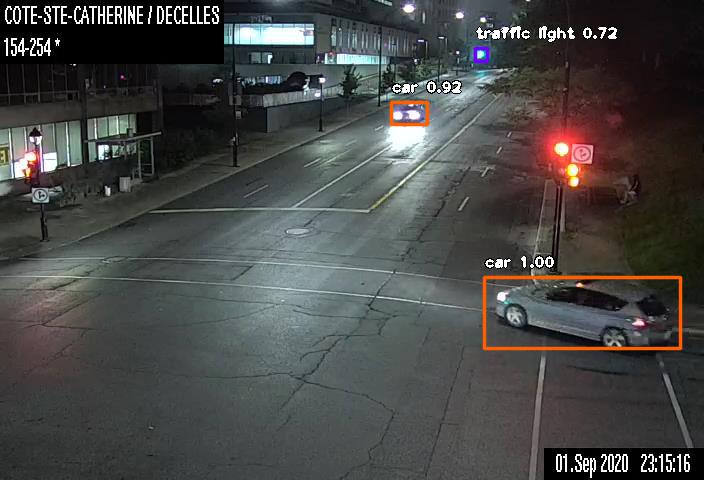 COTE-STE-CATHERINE / DECELLES
154-254 *
traffic light 0.72
car 0.92
car 1.00
01.Sep 2020 23:15:16